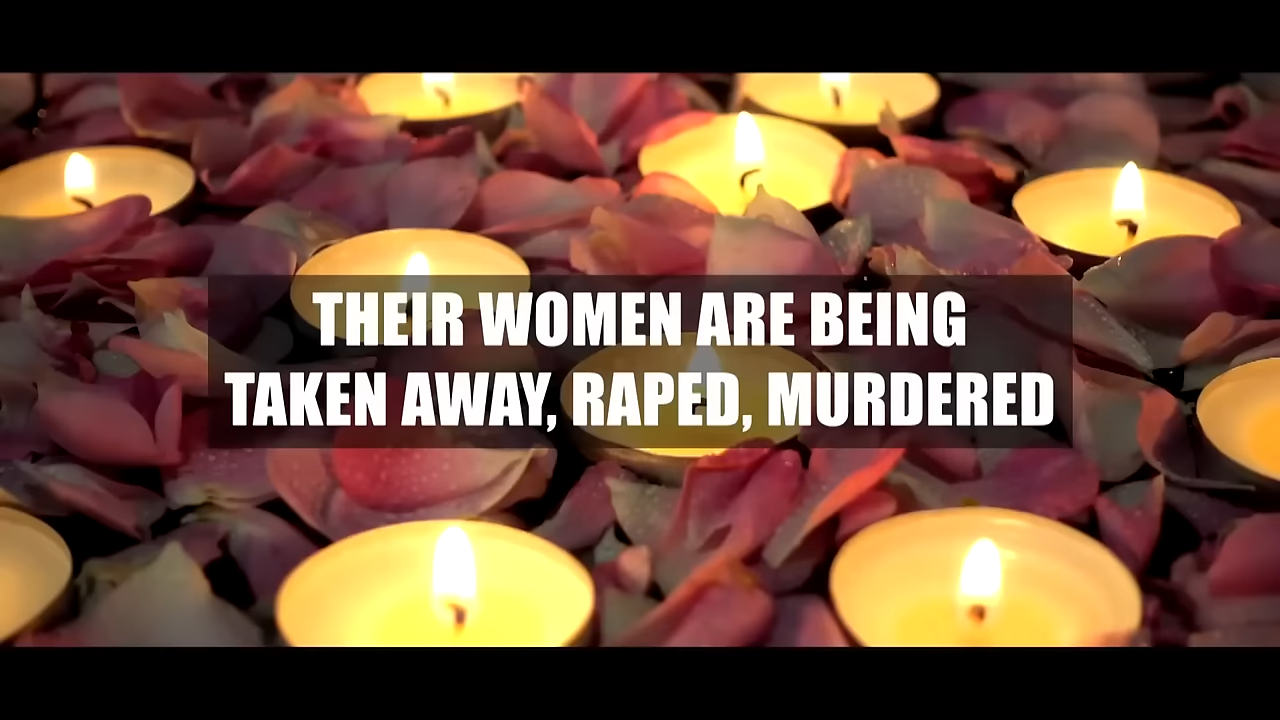 THEIR WOMEN ARE BEING
TAKEN AWAY, RAPED, MURDERED